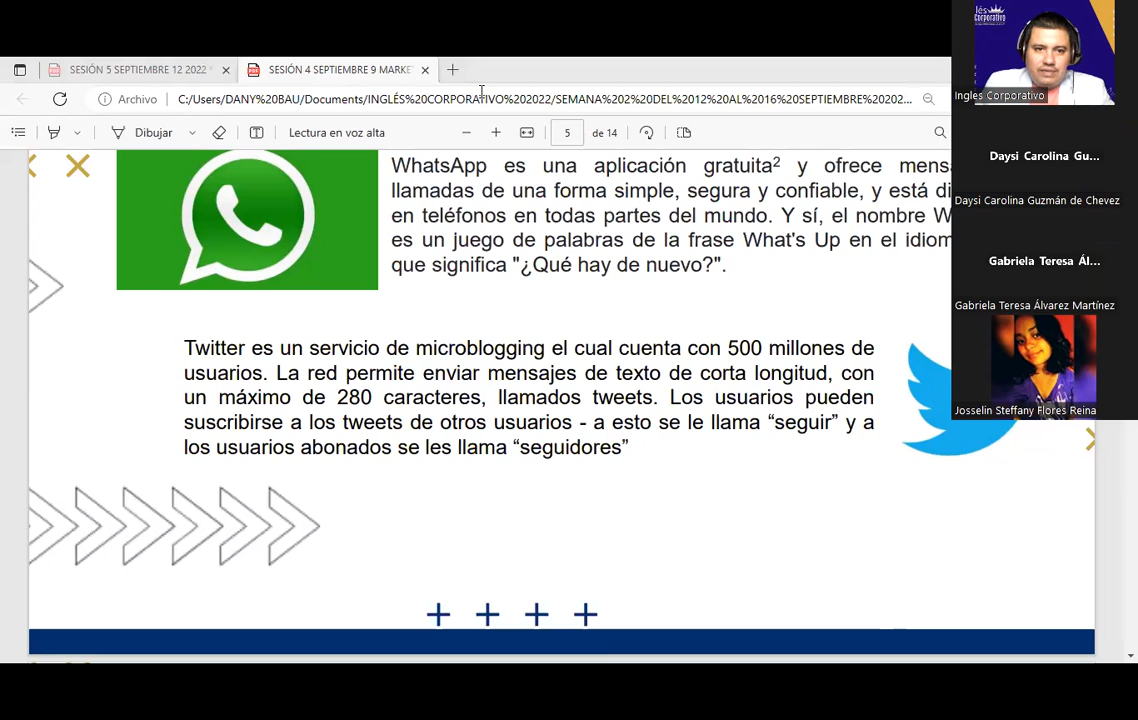 lés
Corporativo
SESIÓN 5 SEPTIEMBRE 12 2022
SESIÓN 4 SEPTIEMBRE 9 MARKE
Ingles Corporativo
Archivo
C:/Users/DANY%20BAU/Documents/INGLÉS%20CORPORATIVO%202022/SEMANA%202%20DEL%2012%20AL%2016%20SEPTIEMBRE%20202...
Dibujar
Lectura en voz alta
5
de 14
Daysi Carolina Gu...
Daysi Carolina Guzmán de Chevez
WhatsApp es una aplicación gratuita² y ofrece mens
llamadas de una forma simple, segura y confiable, y está di
en teléfonos en todas partes del mundo. Y sí, el nombre W
es un juego de palabras de la frase What's Up en el idiom
que significa "¿Qué hay de nuevo?".
Gabriela Teresa Ál...
Gabriela Teresa Álvarez Martínez
Twitter es un servicio de microblogging el cual cuenta con 500 millones de
usuarios. La red permite enviar mensajes de texto de corta longitud, con
un máximo de 280 caracteres, llamados tweets. Los usuarios pueden
suscribirse a los tweets de otros usuarios - a esto se le llama “seguir” y a
los usuarios abonados se les llama “seguidores”
Josselin Steffany Flores Reina